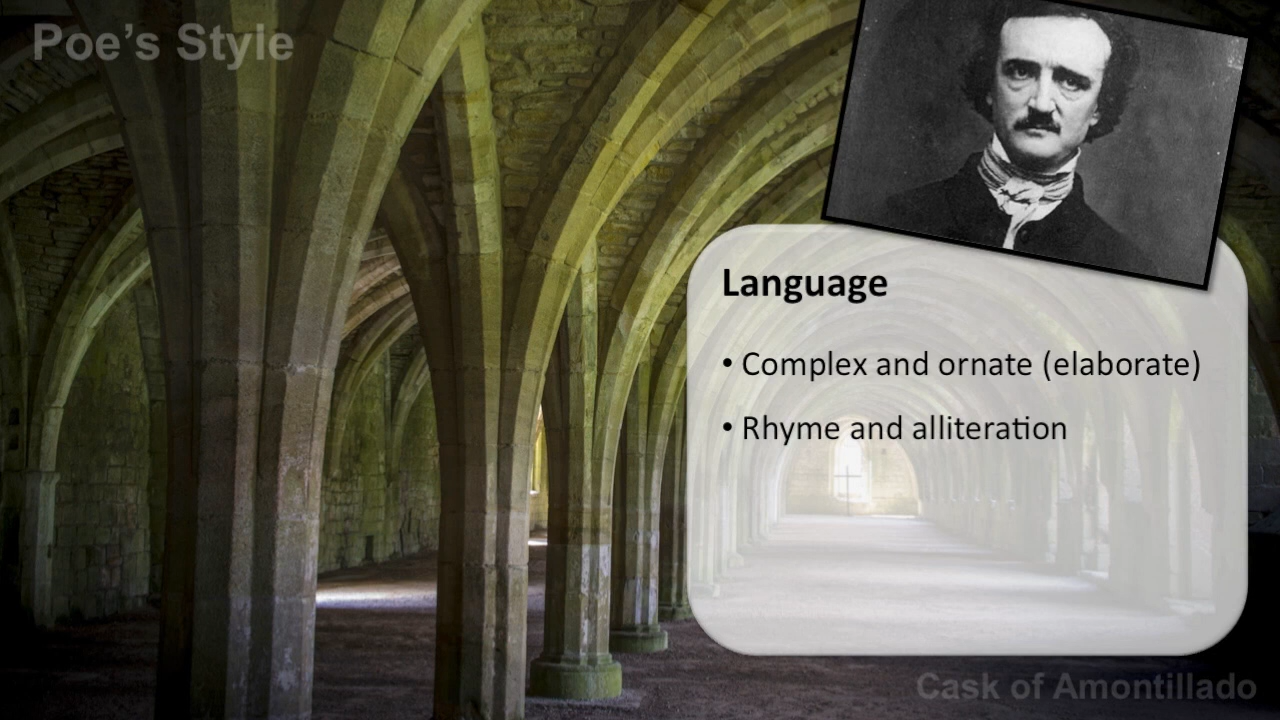 Poe’s Style
Language
• Complex and ornate (elaborate)
• Rhyme and alliteration
Cask of Amontillado